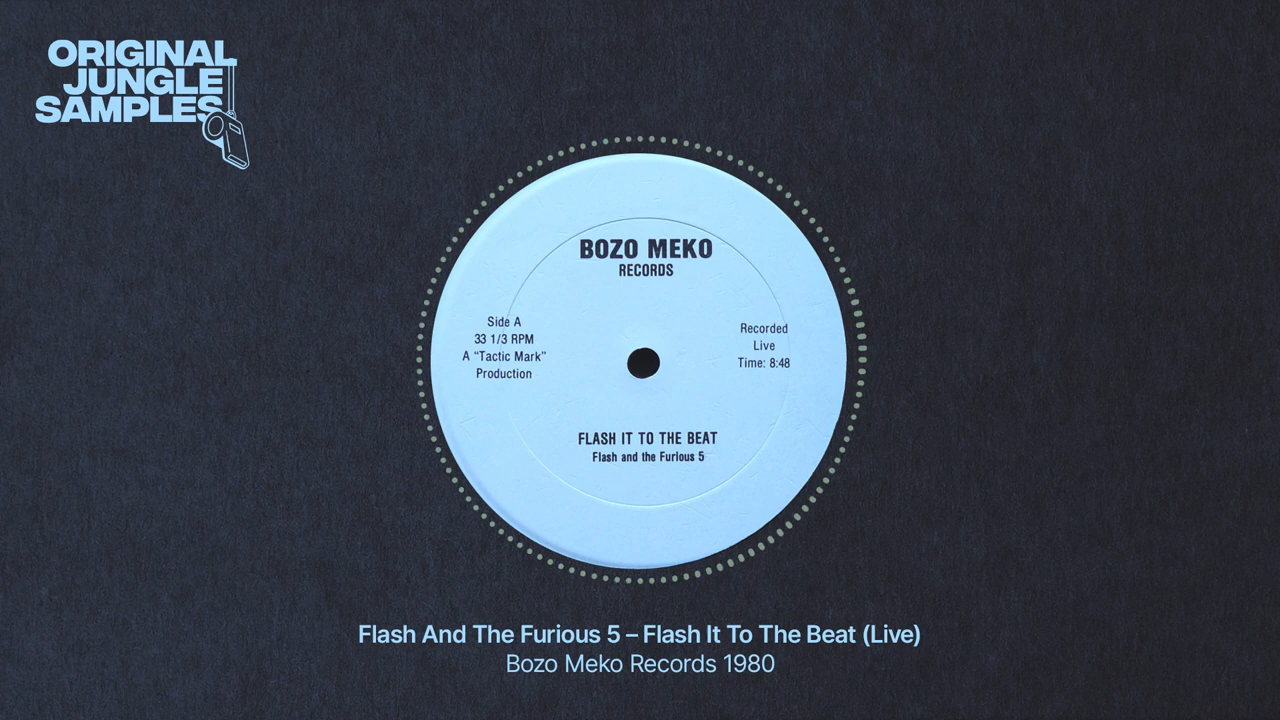 ORIGINAL
JUNGLE
SAMPLES
BOZO MEKO
RECORDS
Side A
33 1/3 RPM
A “Tactic Mark”
Production
Recorded
Live
Time: 8:48
FLASH IT TO THE BEAT
Flash and the Furious 5
Flash And The Furious 5 – Flash It To The Beat (Live)
Bozo Meko Records 1980